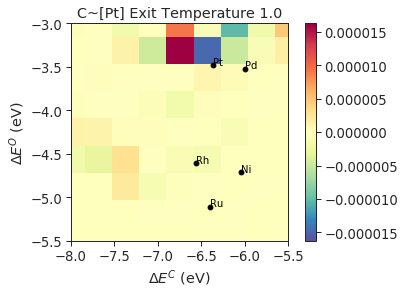 C~[Pt] Exit Temperature 1.0
−3.0
−3.5
−4.0
−4.5
−5.0
−5.5
ΔE^O (eV)
−8.0 −7.5 −7.0 −6.5 −6.0 −5.5
ΔE^C (eV)
Pt
Pd
Rh
Ni
Ru
0.000015
0.000010
0.000005
0.000000
−0.000005
−0.000010
−0.000015